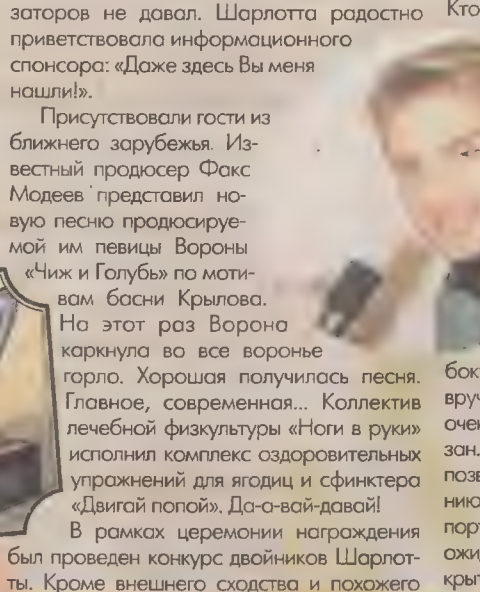 заторов не давал. Шарлотта радостно
приветствовала информационного
спонсора: «Даже здесь Вы меня
нашли!».
Присутствовали гости из
ближнего зарубежья. Из-
вестный продюсер Факс
Модеев представил но-
вую песню продюсируе-
мой им певицы Вороны
«Чиж и Голубь» по моти-
вам басни Крылова.
На этот раз Ворона
каркнула во все воронье
горло. Хорошая получилась песня.
Главное, современная... Коллектив
лечебной физкультуры «Ноги в руки»
исполнил комплекс оздоровительных
упражнений для ягодиц и сфинктера
«Двигай попой». Да-а-вай-давай!
В рамках церемонии награждения
был проведен конкурс двойников Шарлот-
ты. Кроме внешнего сходства и похожего
Кто
бок
вруч
очен
зан.
позв
нию
порт
ожи
крыт